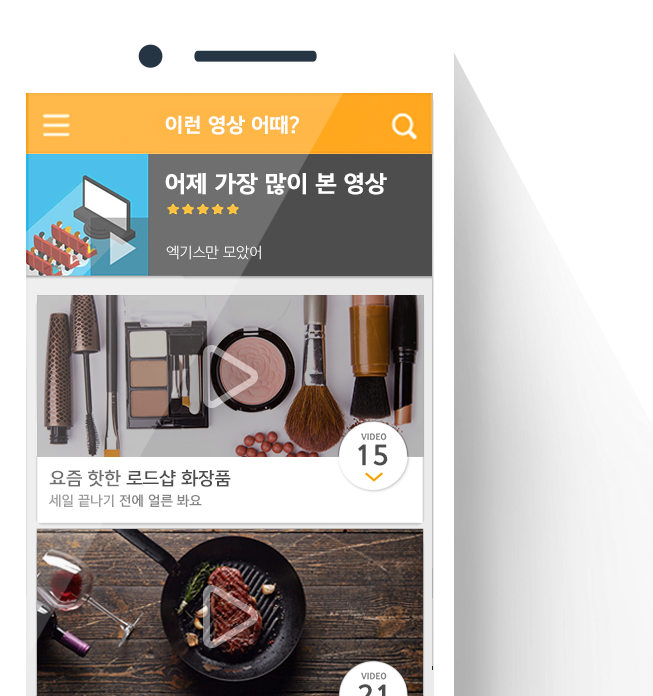 이런 영상 어때?
어제 가장 많이 본 영상
엑기스만 모았어
VIDEO
15
요즘 핫한 로드샵 화장품
세일 끝나기 전에 얼른 봐요
VIDEO
21